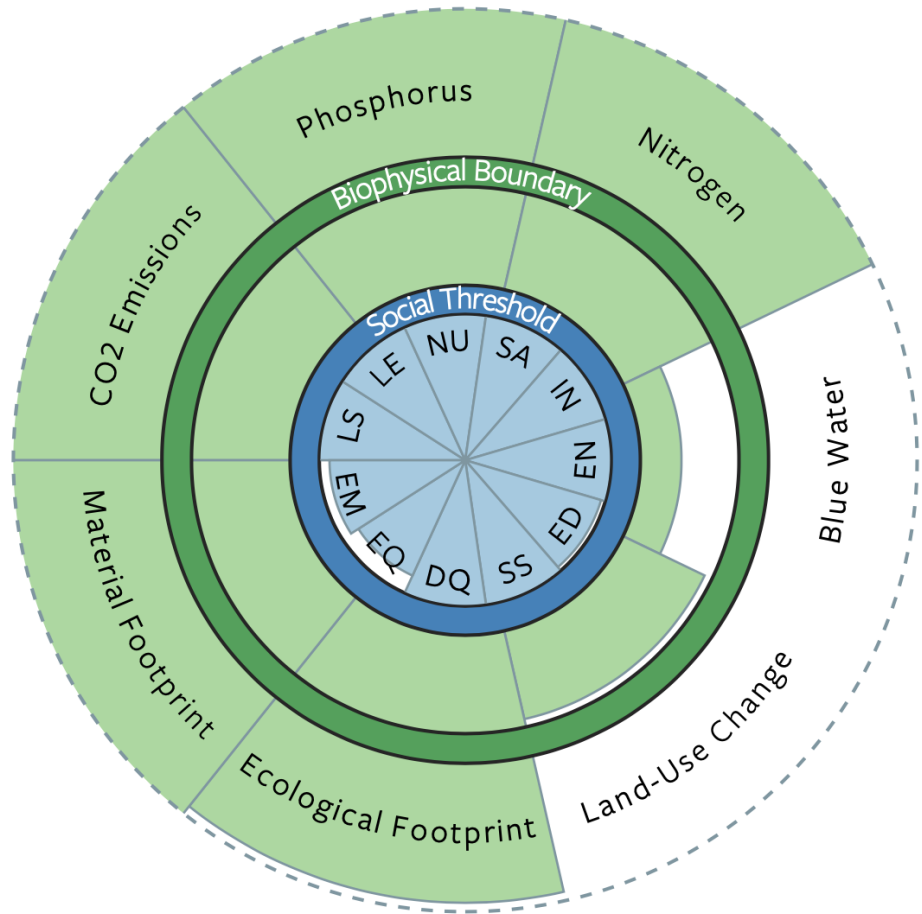 Phosphorus
Nitrogen
Blue Water
Land-Use Change
Ecological Footprint
Material Footprint
CO2 Emissions
Biophysical Boundary
Social Threshold
NU
SA
IN
EN
ED
SS
DQ
EQ
EM
LS
LE